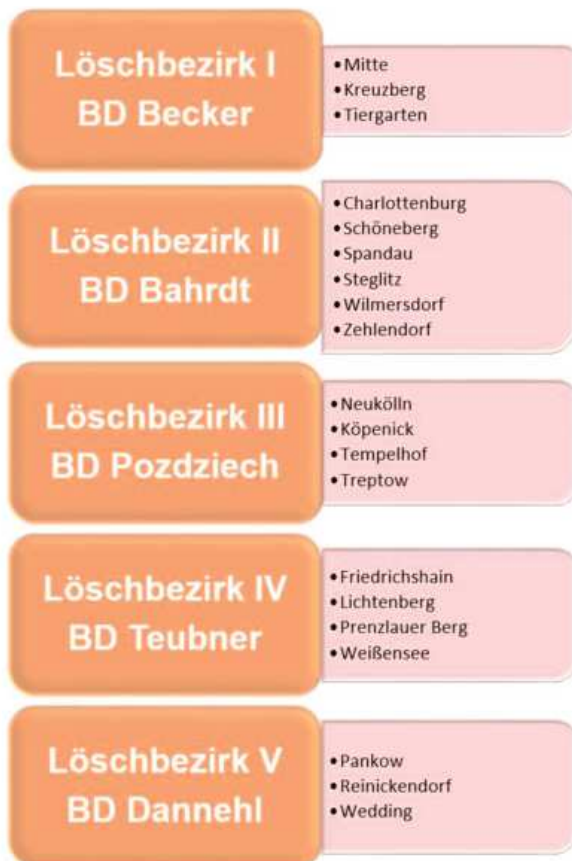 Löschbezirk I
BD Becker
• Mitte
• Kreuzberg
• Tiergarten
Löschbezirk II
BD Bahrdt
• Charlottenburg
• Schöneberg
• Spandau
• Steglitz
• Wilmersdorf
• Zehlendorf
Löschbezirk III
BD Pozdziech
• Neukölln
• Köpenick
• Tempelhof
• Treptow
Löschbezirk IV
BD Teubner
• Friedrichshain
• Lichtenberg
• Prenzlauer Berg
• Weißensee
Löschbezirk V
BD Dannehl
• Pankow
• Reinickendorf
• Wedding